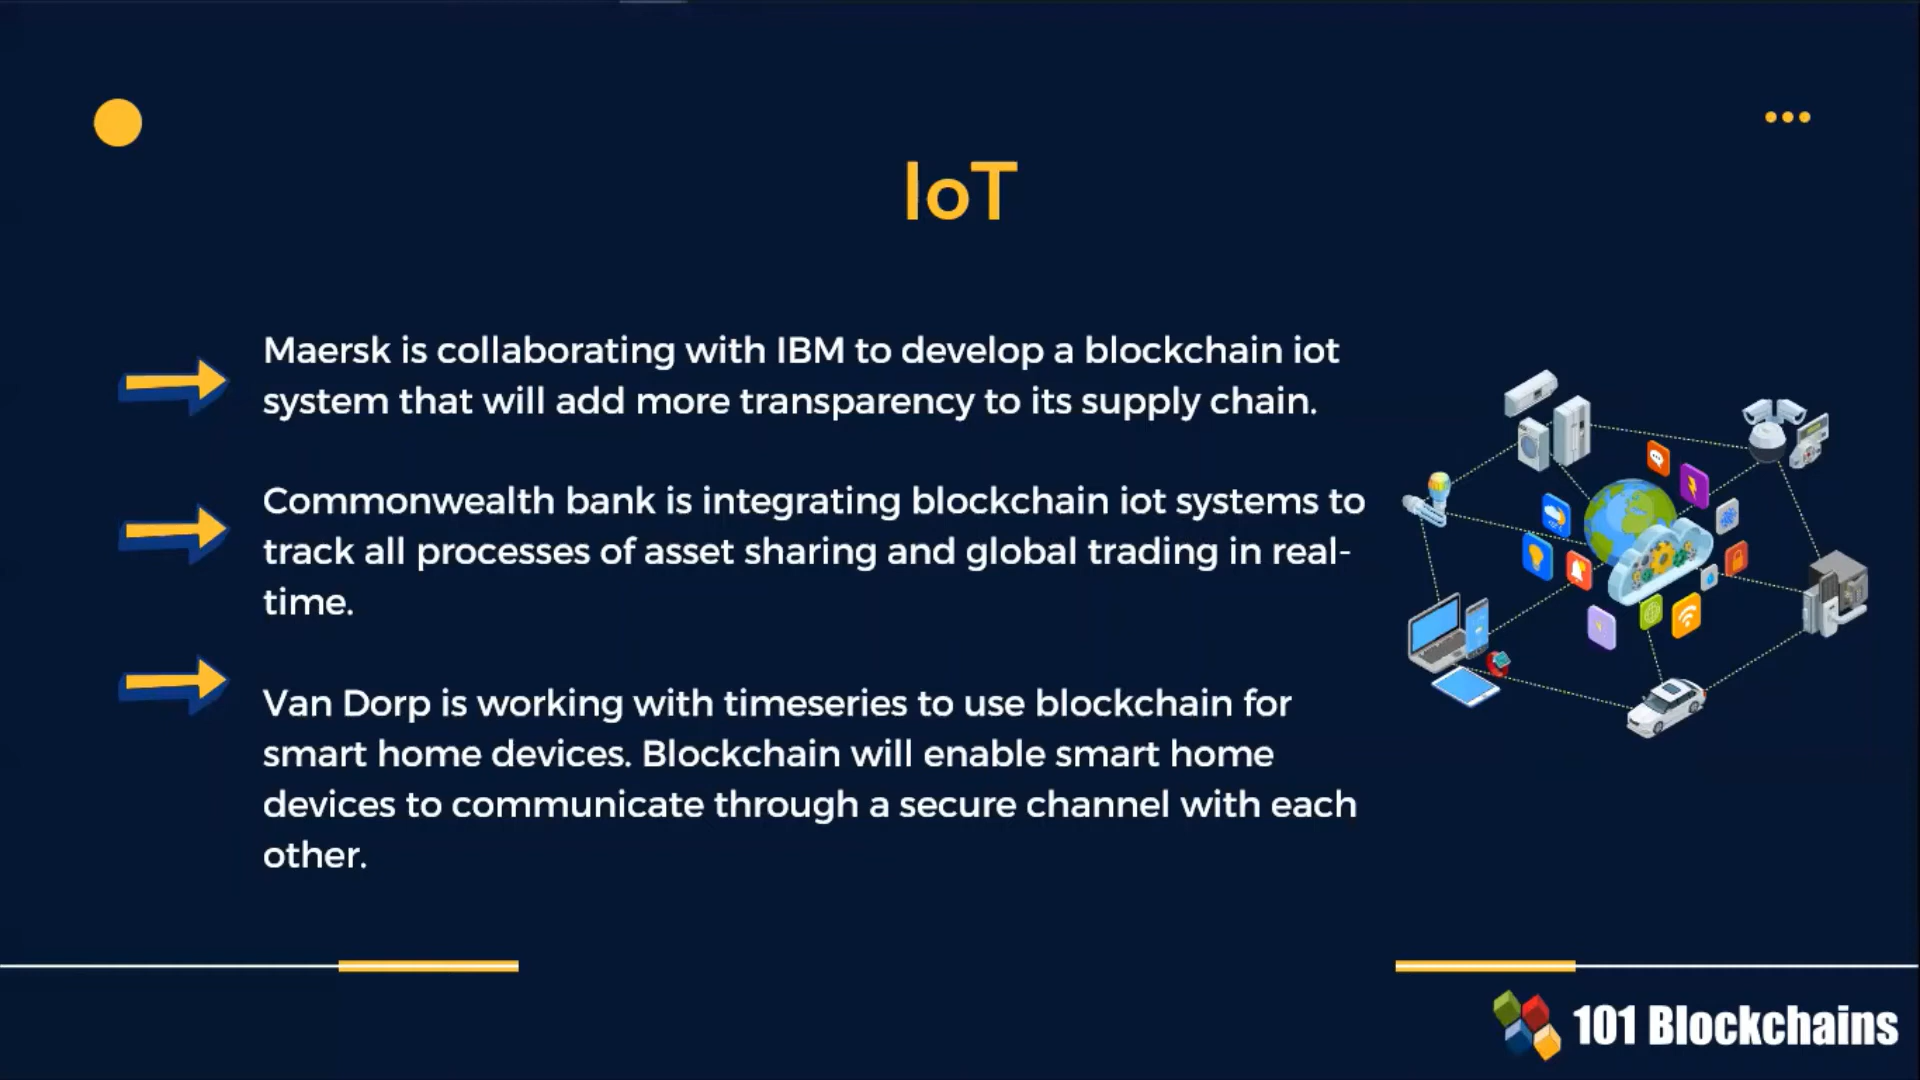 IoT
Maersk is collaborating with IBM to develop a blockchain iot
system that will add more transparency to its supply chain.
Commonwealth bank is integrating blockchain iot systems to
track all processes of asset sharing and global trading in real-
time.
Van Dorp is working with timeseries to use blockchain for
smart home devices. Blockchain will enable smart home
devices to communicate through a secure channel with each
other.
101 Blockchains